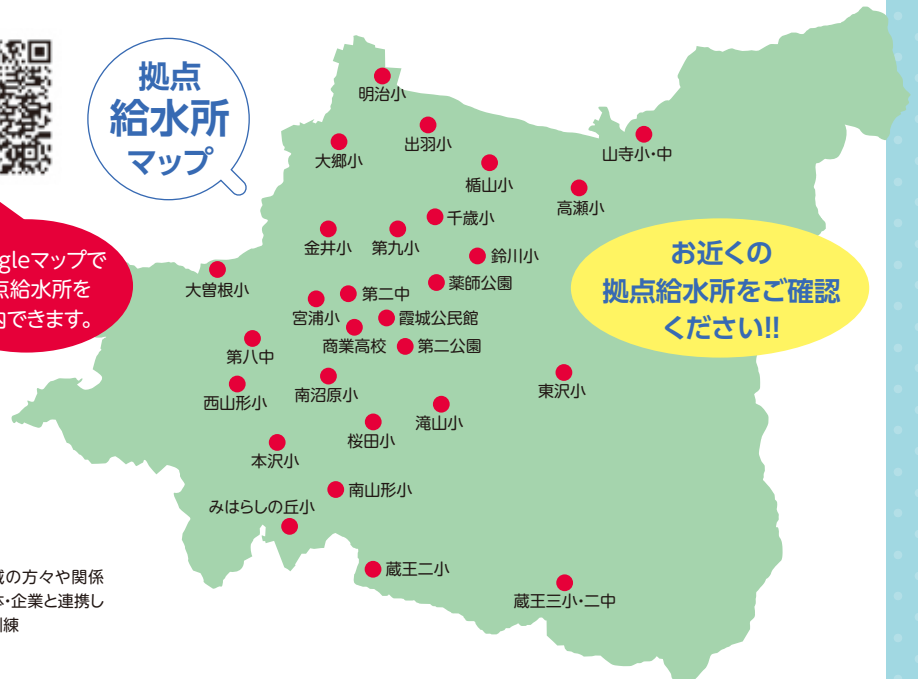 拠点
給水所
マップ
gleマップで
点給水所を
内できます。
お近くの
拠点給水所をご確認
ください!!
明治小
出羽小
大郷小
山寺小・中
楯山小
高瀬小
千歳小
金井小
第九小
鈴川小
大曽根小
薬師公園
第二中
宮浦小
霞城公民館
商業高校
第二公園
第八中
西山形小
南沼原小
東沢小
滝山小
桜田小
本沢小
南山形小
みはらしの丘小
蔵王二小
蔵王三小・二中
域の方々や関係
体・企業と連携し
訓練